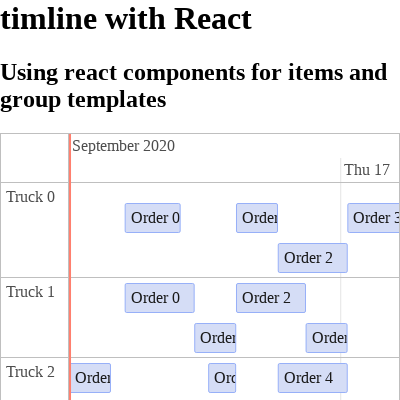 timline with React
Using react components for items and
group templates
September 2020
Thu 17
Truck 0
Order 0
Order
Order 3
Order 2
Truck 1
Order 0
Order 2
Order
Order
Truck 2
Order
Order 4